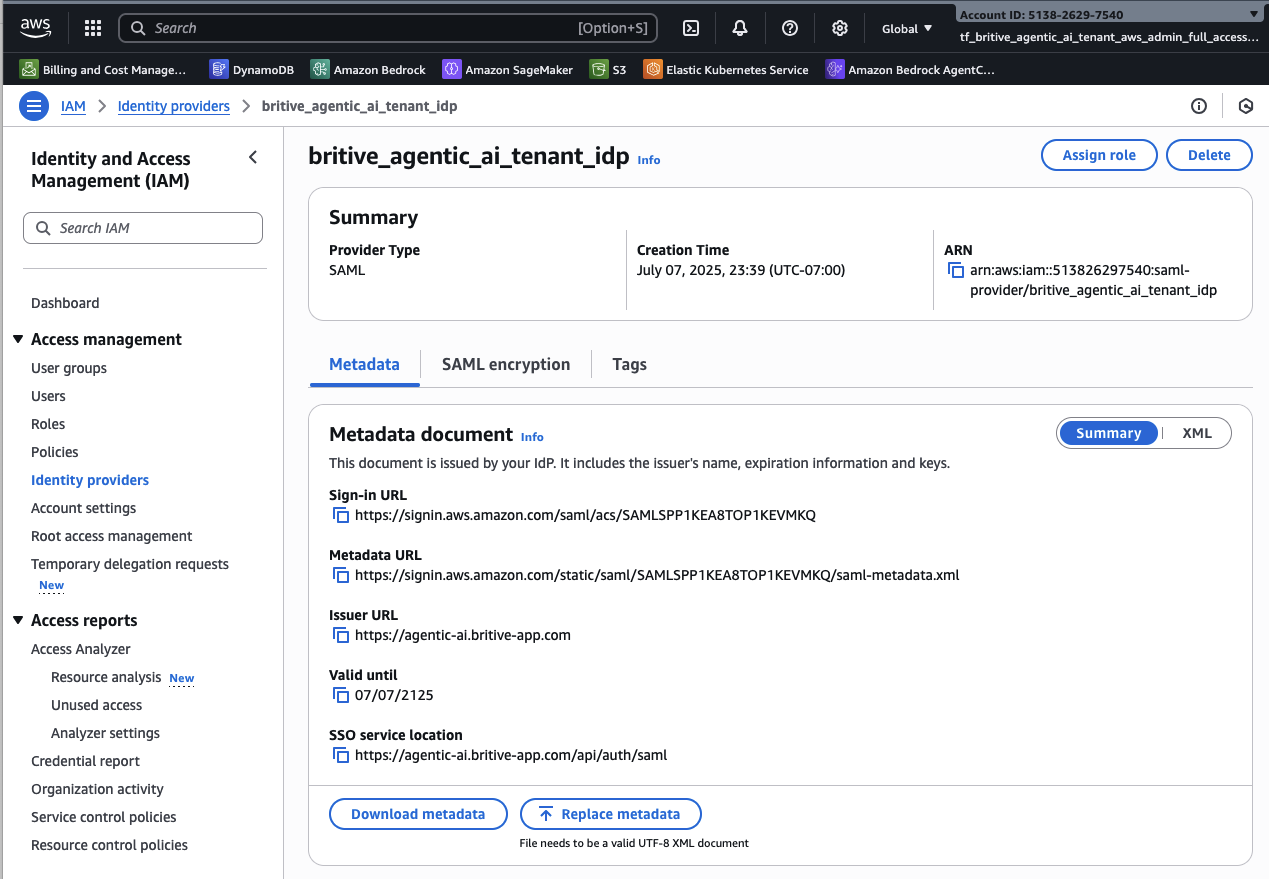 aws
Search
[Option+S]
Global
Account ID: 5138-2629-7540
tf_britive_agentic_ai_tenant_aws_admin_full_access...
Billing and Cost Manage...
DynamoDB
Amazon Bedrock
Amazon SageMaker
S3
Elastic Kubernetes Service
Amazon Bedrock AgentC...
IAM
Identity providers
britive_agentic_ai_tenant_idp
Identity and Access
Management (IAM)
Search IAM
Dashboard
Access management
User groups
Users
Roles
Policies
Identity providers
Account settings
Root access management
Temporary delegation requests
New
Access reports
Access Analyzer
Resource analysis New
Unused access
Analyzer settings
Credential report
Organization activity
Service control policies
Resource control policies
britive_agentic_ai_tenant_idp Info
Assign role
Delete
Summary
Provider Type
SAML
Creation Time
July 07, 2025, 23:39 (UTC-07:00)
ARN
arn:aws:iam::513826297540:saml-
provider/britive_agentic_ai_tenant_idp
Metadata
SAML encryption
Tags
Metadata document Info
Summary
XML
This document is issued by your IdP. It includes the issuer's name, expiration information and keys.
Sign-in URL
https://signin.aws.amazon.com/saml/acs/SAMLSPP1KEA8TOP1KEVMKQ
Metadata URL
https://signin.aws.amazon.com/static/saml/SAMLSPP1KEA8TOP1KEVMKQ/saml-metadata.xml
Issuer URL
https://agentic-ai.britive-app.com
Valid until
07/07/2125
SSO service location
https://agentic-ai.britive-app.com/api/auth/saml
Download metadata
Replace metadata
File needs to be a valid UTF-8 XML document